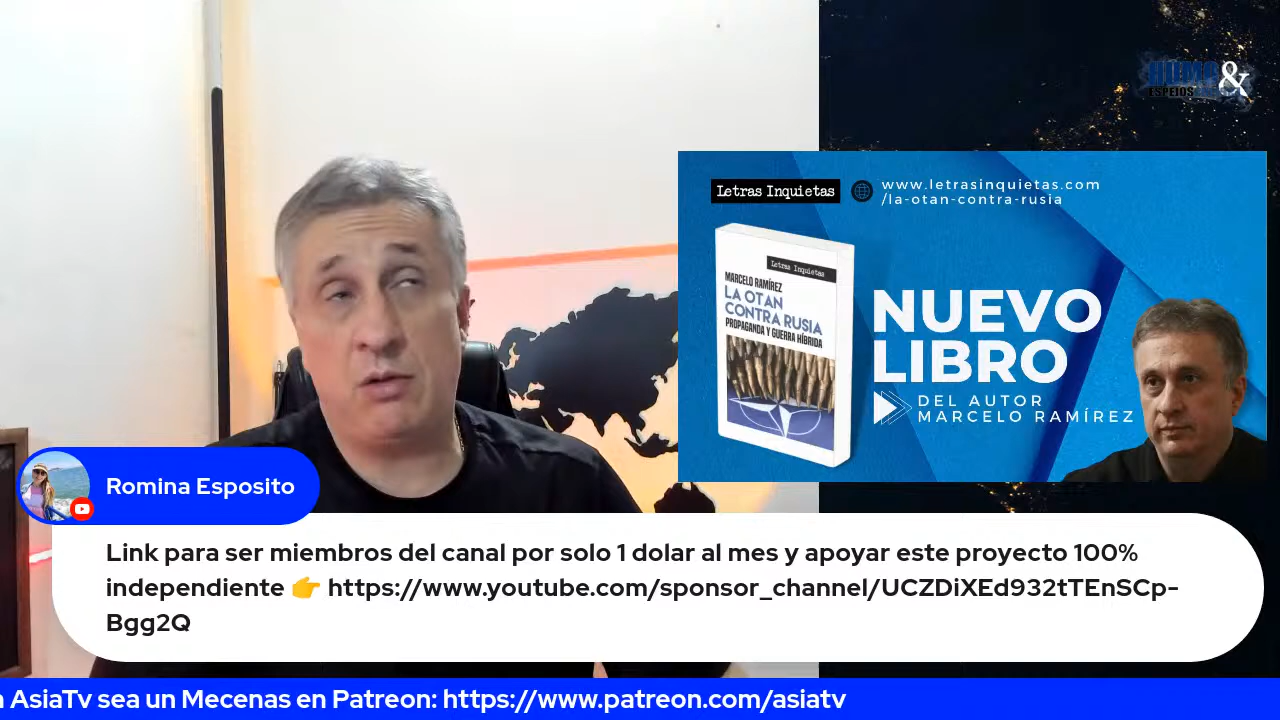 HUMO &
ESPEJOS
Letras Inquietas
www.letrasinquietas.com
/la-otan-contra-rusia
Letras Inquietas
MARCELO RAMÍREZ
LA OTAN
CONTRA RUSIA
PROPAGANDA Y GUERRA HÍBRIDA
NUEVO
LIBRO
DEL AUTOR
MARCELO RAMÍREZ
Romina Esposito
Link para ser miembros del canal por solo 1 dolar al mes y apoyar este proyecto 100%
independiente 👉 https://www.youtube.com/sponsor_channel/UCZDiXEd932tTEnSCp-
Bgg2Q
AsiaTv sea un Mecenas en Patreon: https://www.patreon.com/asiatv